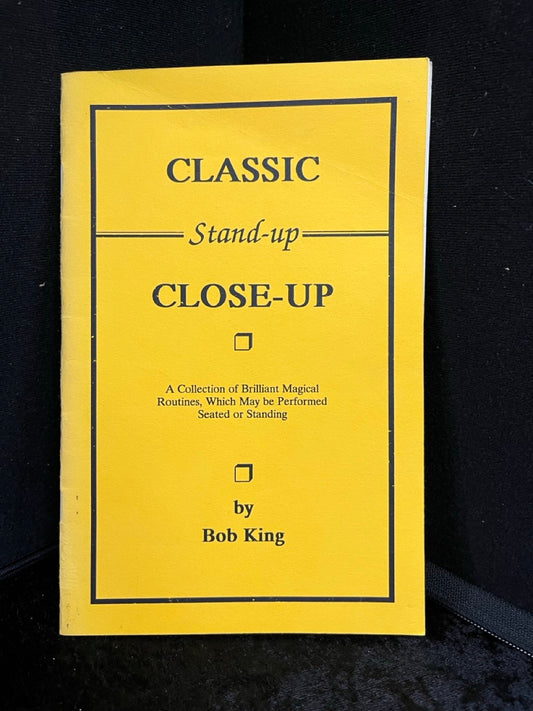 CLASSIC
Stand-up
CLOSE-UP
A Collection of Brilliant Magical
Routines, Which May be Performed
Seated or Standing
by
Bob King